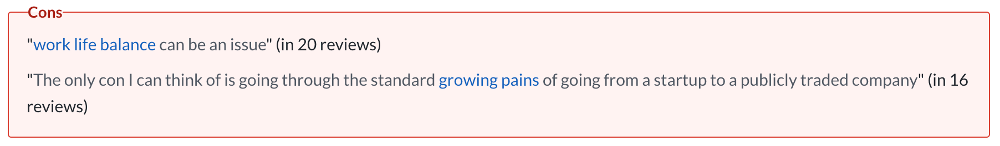 Cons
"work life balance can be an issue" (in 20 reviews)
"The only con I can think of is going through the standard growing pains of going from a startup to a publicly traded company" (in 16
reviews)